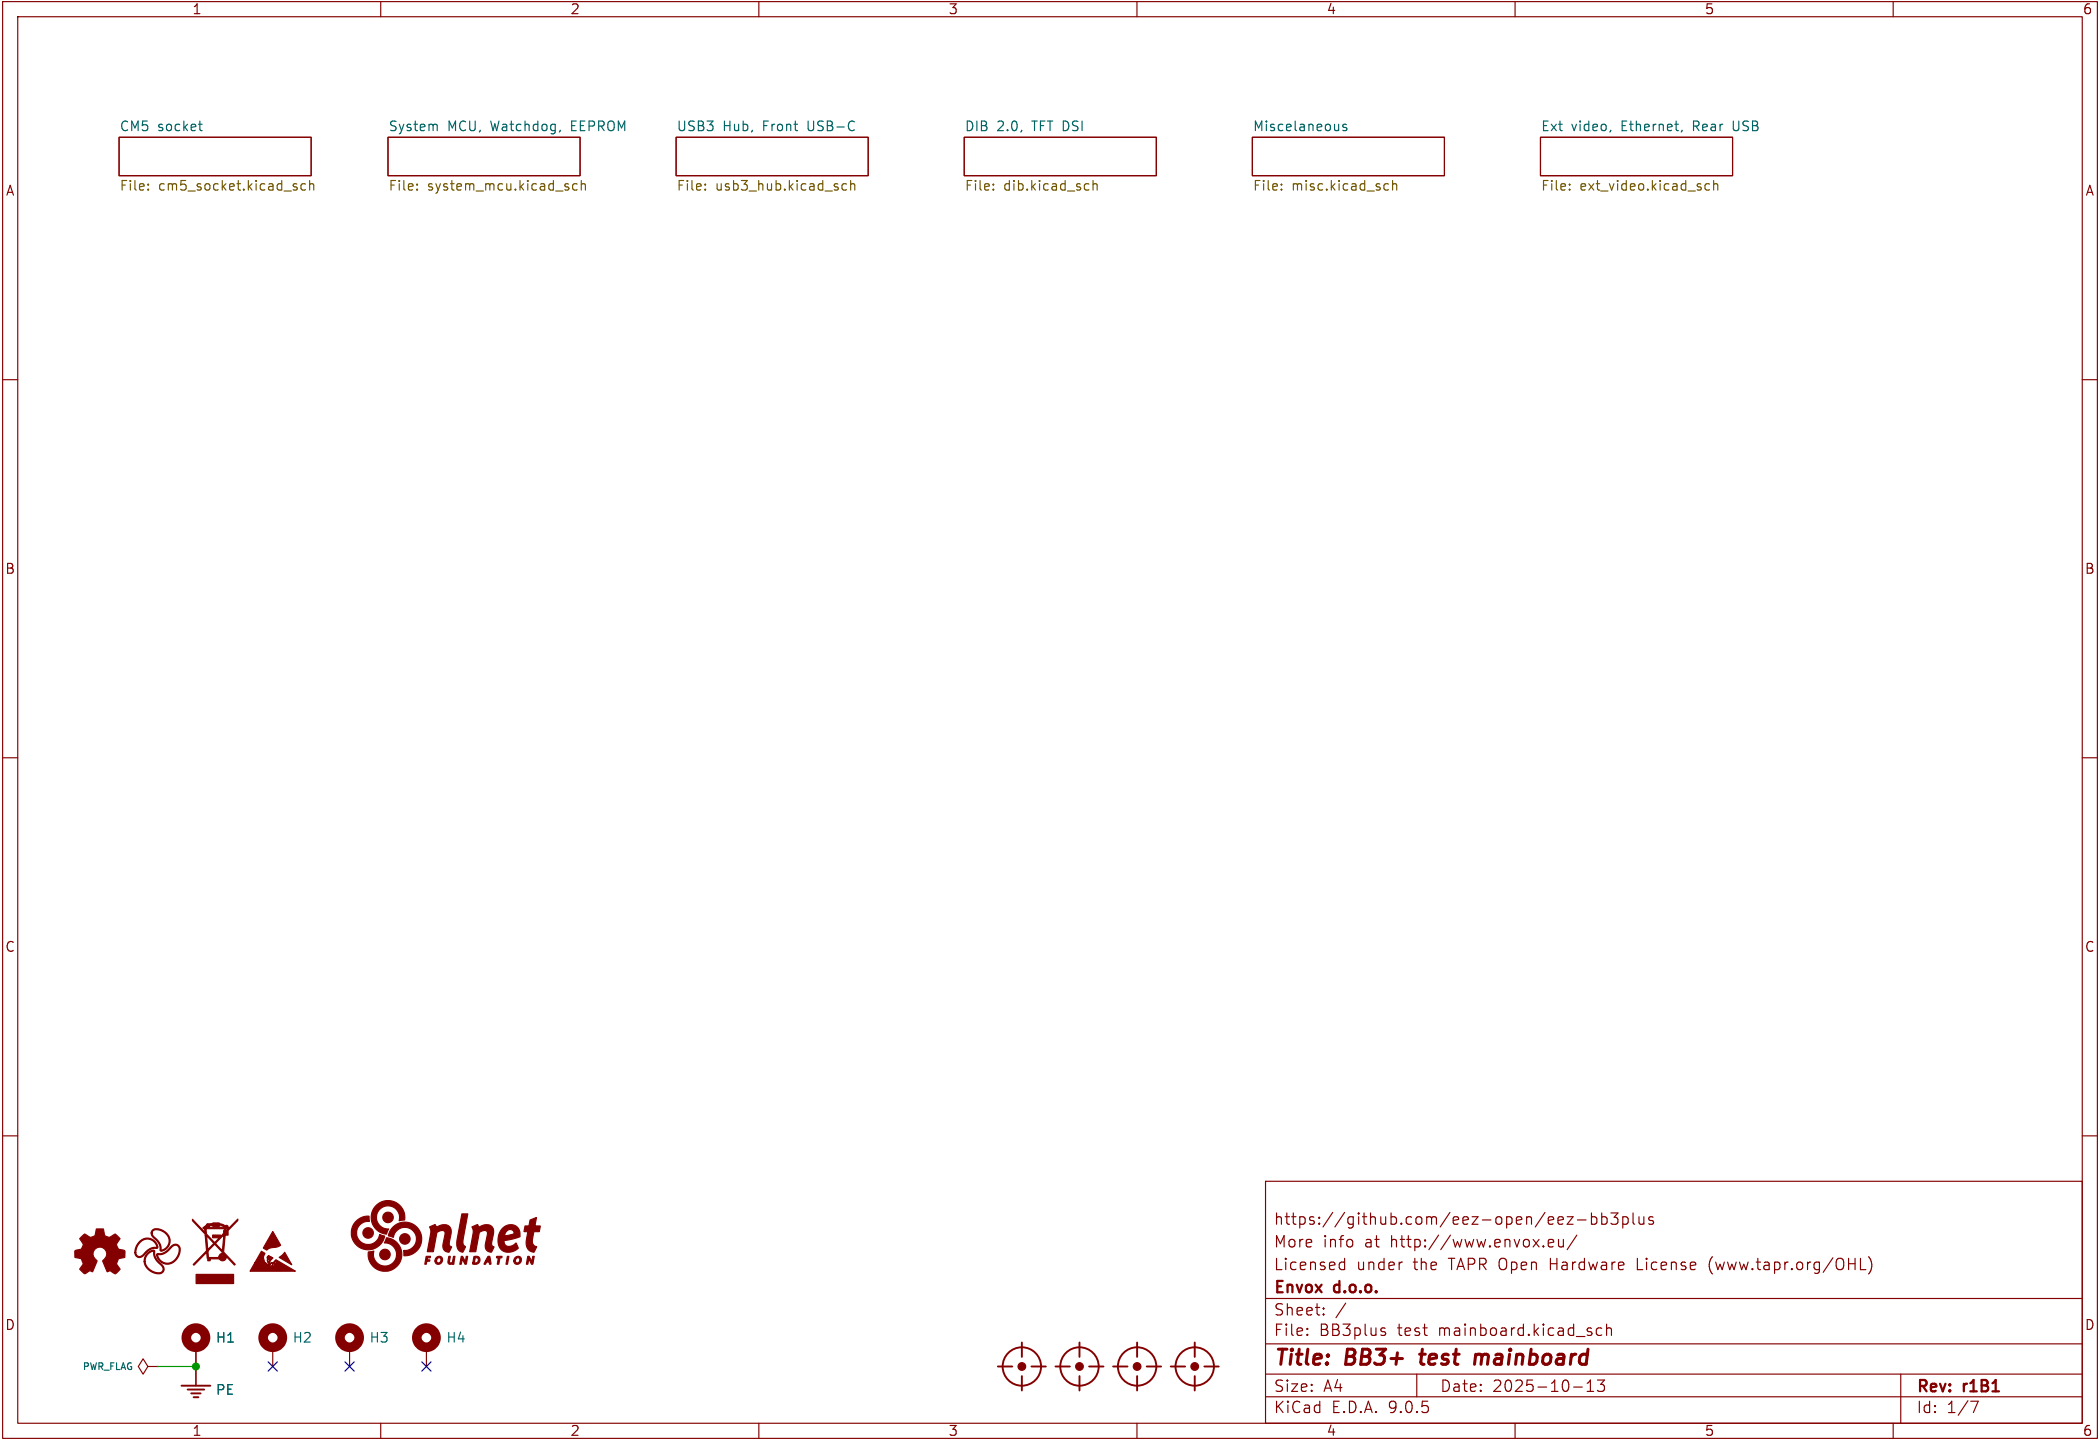 1 2 3 4 5 6
CM5 socket
File: cm5_socket.kicad_sch
System MCU, Watchdog, EEPROM
File: system_mcu.kicad_sch
USB3 Hub, Front USB-C
File: usb3_hub.kicad_sch
DIB 2.0, TFT DSI
File: dib.kicad_sch
Miscelaneous
File: misc.kicad_sch
Ext video, Ethernet, Rear USB
File: ext_video.kicad_sch
A A
B B
C C
D D
nlnet
FOUNDATION
H1 H2 H3 H4
PWR_FLAG
PE
https://github.com/eez-open/eez-bb3plus
More info at http://www.envox.eu/
Licensed under the TAPR Open Hardware License (www.tapr.org/OHL)
Envox d.o.o.
Sheet: /
File: BB3plus test mainboard.kicad_sch
Title: BB3+ test mainboard
Size: A4 Date: 2025-10-13 Rev: r1B1
KiCad E.D.A. 9.0.5 Id: 1/7
1 2 3 4 5 6